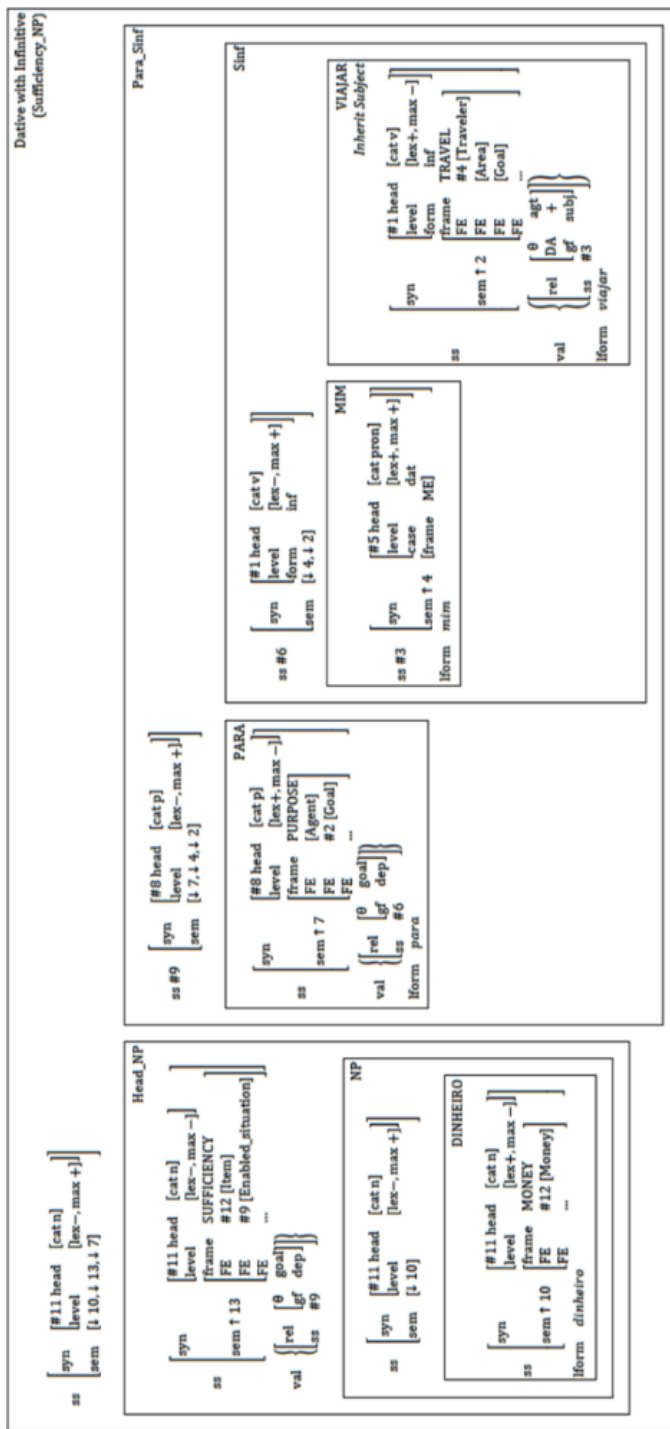 Dative with Infinitive
(Sufficiency_NP)
ss [syn [#11 head [cat n]
level [lex−, max +]]
sem [↓ 10, ↓ 13, ↓ 7]]
Head_NP
ss [syn [#11 head [cat n]
level [lex−, max −]]
sem ↑ 13 [frame SUFFICIENCY
FE #12 [Item]
FE #9 [Enabled_situation]
FE ...]]
val {[rel [θ goal
gf dep]]
ss #9}
NP
ss [syn [#11 head [cat n]
level [lex−, max +]]
sem [↓ 10]]
DINHEIRO
ss [syn [#11 head [cat n]
level [lex+, max −]]
sem ↑ 10 [frame MONEY
FE #12 [Money]
FE ...]]
lform dinheiro
Para_Sinf
ss #9 [syn [#8 head [cat p]
level [lex−, max +]]
sem [↓ 7, ↓ 4, ↓ 2]]
PARA
ss [syn [#8 head [cat p]
level [lex+, max −]]
sem ↑ 7 [frame PURPOSE
FE [Agent]
FE #2 [Goal]
FE ...]]
val {[rel [θ goal
gf dep]]
ss #6}
lform para
Sinf
ss #6 [syn [#1 head [cat v]
level [lex−, max +]
form inf]
sem [↓ 4, ↓ 2]]
MIM
ss #3 [syn [#5 head [cat pron]
level [lex+, max +]
case dat]
sem ↑ 4 [frame ME]]
lform mim
VIAJAR
Inherit Subject
ss [syn [#1 head [cat v]
level [lex+, max −]
form inf]
sem ↑ 2 [frame TRAVEL
FE #4 [Traveler]
FE [Area]
FE [Goal]
FE ...]]
val {[rel [θ agt
DA +
gf subj]]
ss #3}
lform viajar